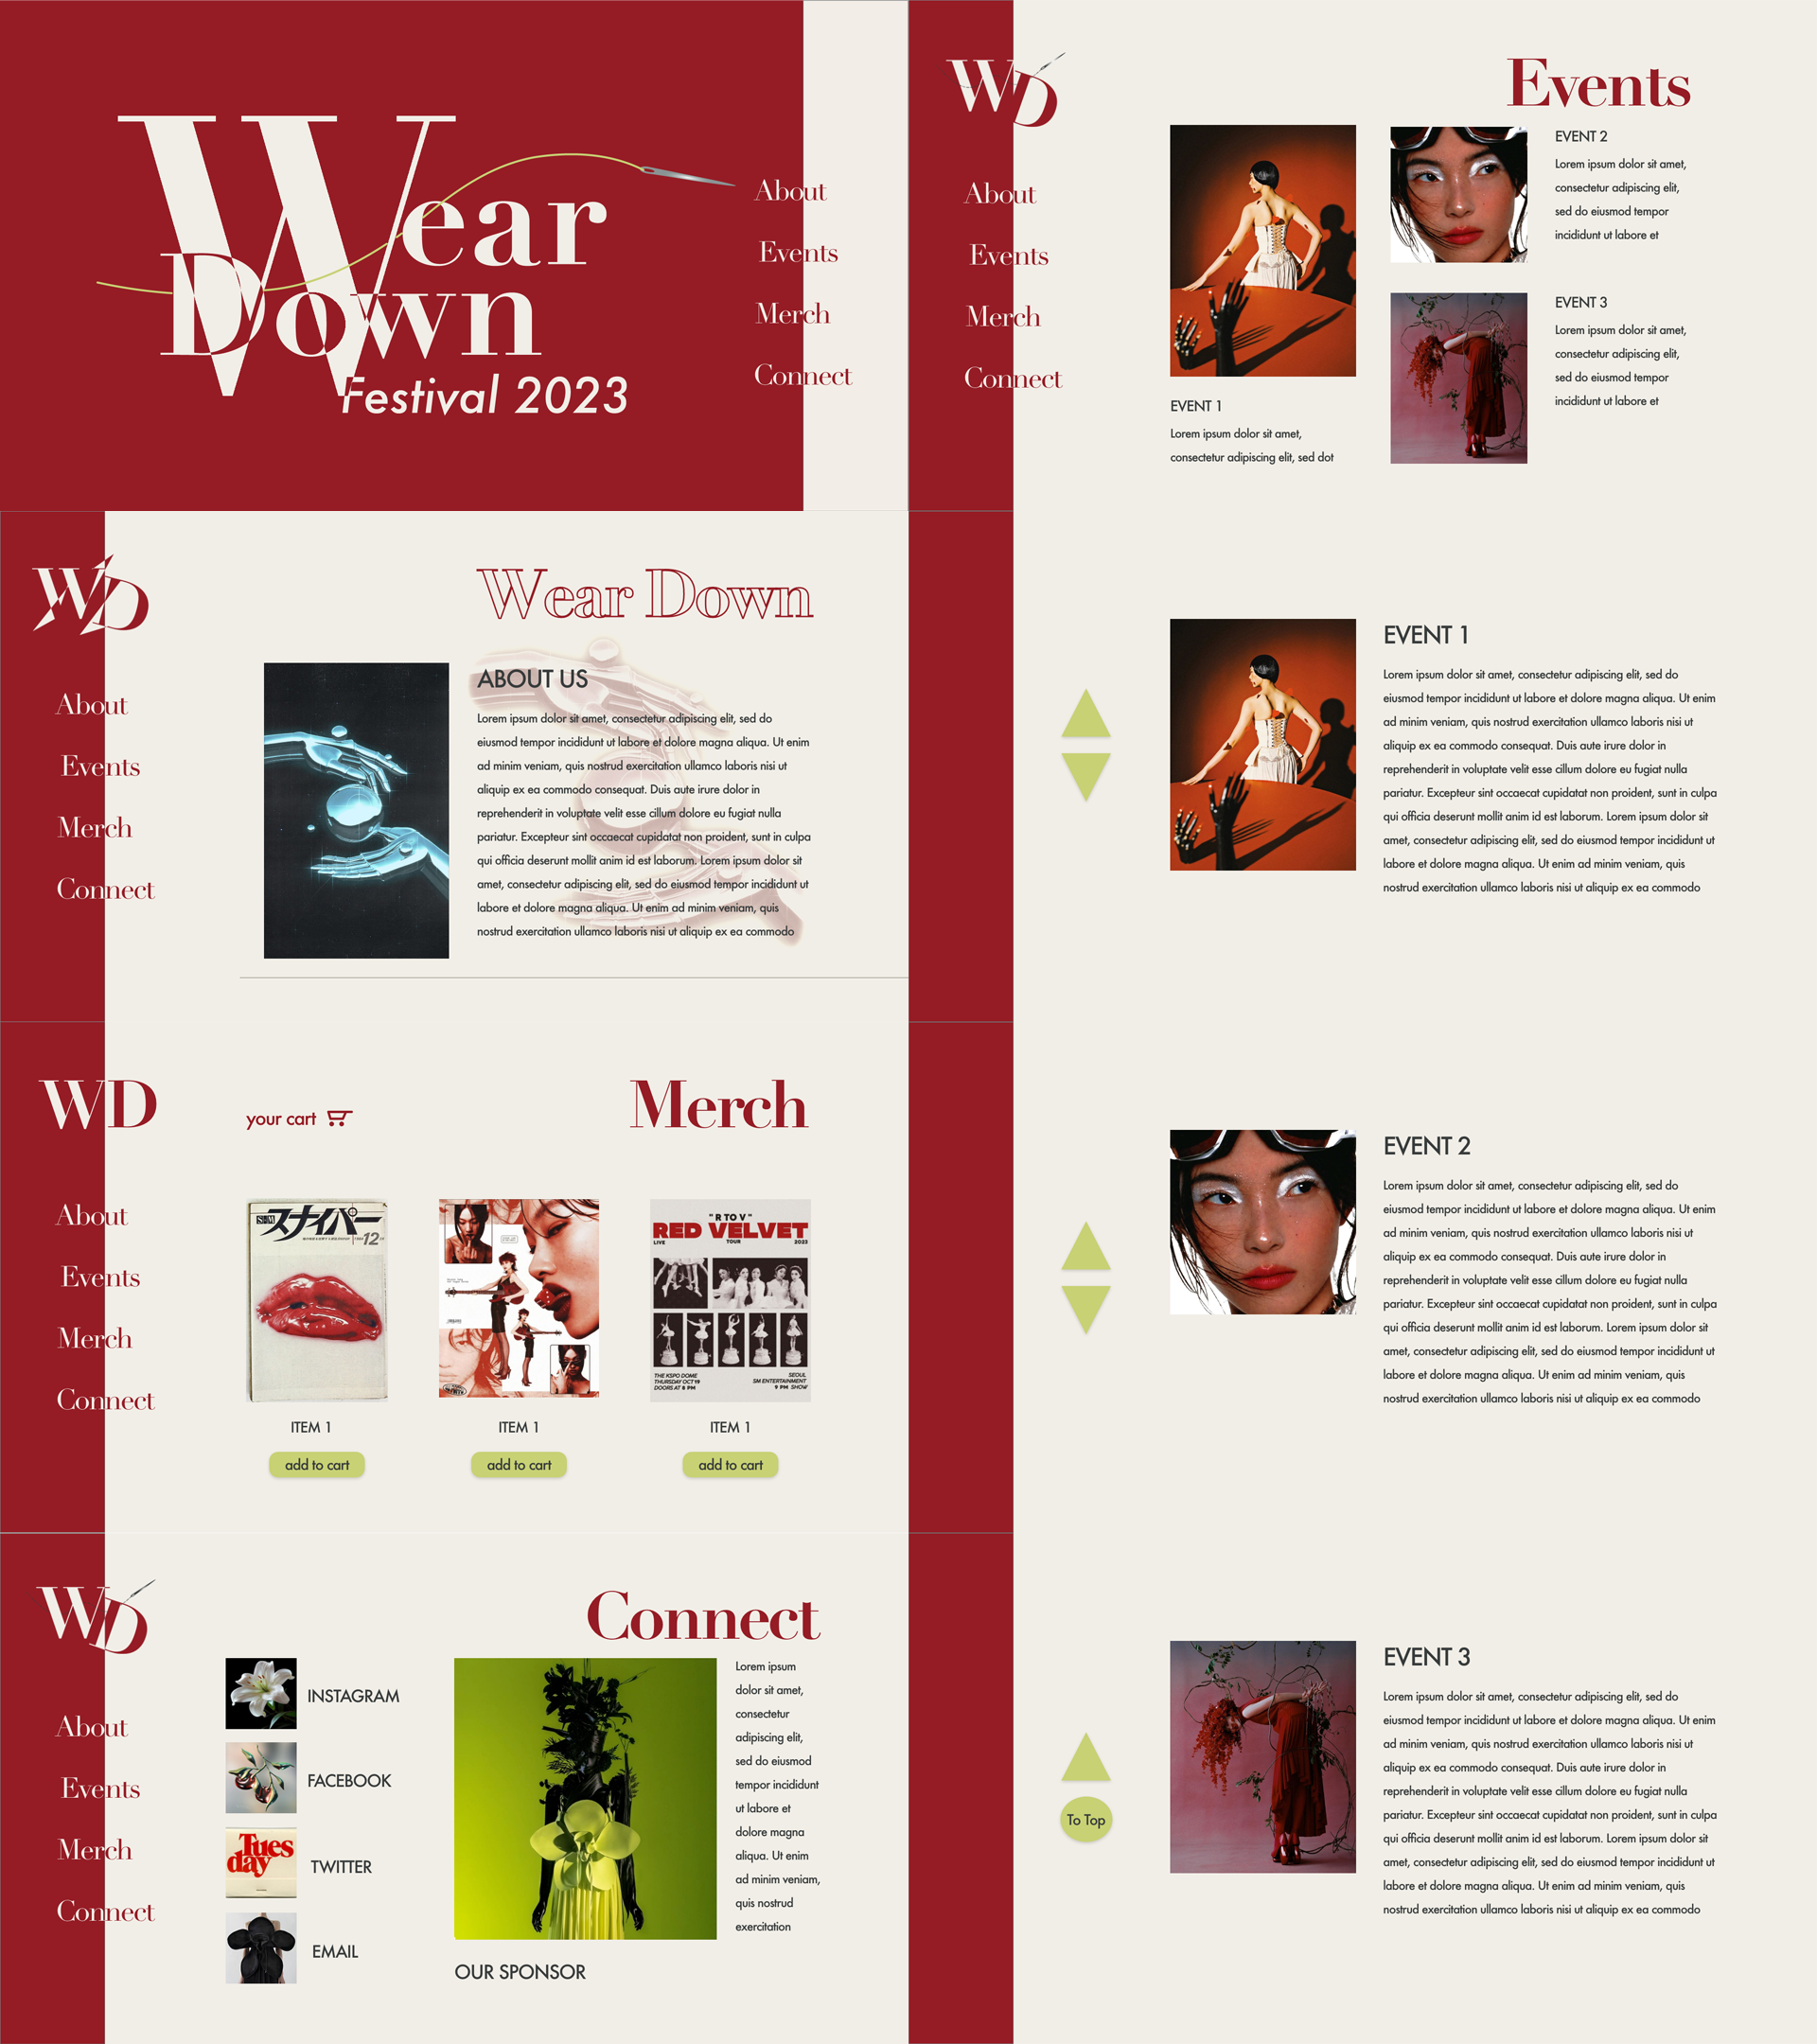 Wear
Down
Festival 2023
About
Events
Merch
Connect
WD
About
Events
Merch
Connect
Events
EVENT 1
Lorem ipsum dolor sit amet,
consectetur adipiscing elit, sed dot
EVENT 2
Lorem ipsum dolor sit amet,
consectetur adipiscing elit,
sed do eiusmod tempor
incididunt ut labore et
EVENT 3
Lorem ipsum dolor sit amet,
consectetur adipiscing elit,
sed do eiusmod tempor
incididunt ut labore et
WD
About
Events
Merch
Connect
Wear Down
ABOUT US
Lorem ipsum dolor sit amet, consectetur adipiscing elit, sed do
eiusmod tempor incididunt ut labore et dolore magna aliqua. Ut enim
ad minim veniam, quis nostrud exercitation ullamco laboris nisi ut
aliquip ex ea commodo consequat. Duis aute irure dolor in
reprehenderit in voluptate velit esse cillum dolore eu fugiat nulla
pariatur. Excepteur sint occaecat cupidatat non proident, sunt in culpa
qui officia deserunt mollit anim id est laborum. Lorem ipsum dolor sit
amet, consectetur adipiscing elit, sed do eiusmod tempor incididunt ut
labore et dolore magna aliqua. Ut enim ad minim veniam, quis
nostrud exercitation ullamco laboris nisi ut aliquip ex ea commodo
EVENT 1
Lorem ipsum dolor sit amet, consectetur adipiscing elit, sed do
eiusmod tempor incididunt ut labore et dolore magna aliqua. Ut enim
ad minim veniam, quis nostrud exercitation ullamco laboris nisi ut
aliquip ex ea commodo consequat. Duis aute irure dolor in
reprehenderit in voluptate velit esse cillum dolore eu fugiat nulla
pariatur. Excepteur sint occaecat cupidatat non proident, sunt in culpa
qui officia deserunt mollit anim id est laborum. Lorem ipsum dolor sit
amet, consectetur adipiscing elit, sed do eiusmod tempor incididunt ut
labore et dolore magna aliqua. Ut enim ad minim veniam, quis
nostrud exercitation ullamco laboris nisi ut aliquip ex ea commodo
WD
About
Events
Merch
Connect
your cart
Merch
スナイパー
12
ITEM 1
add to cart
ITEM 1
add to cart
" R TO V "
RED VELVET
LIVE TOUR 2023
THE KSPO DOME
THURSDAY OCT 19
DOORS AT 8 PM
SEOUL
SM ENTERTAINMENT
9 PM SHOW
ITEM 1
add to cart
EVENT 2
Lorem ipsum dolor sit amet, consectetur adipiscing elit, sed do
eiusmod tempor incididunt ut labore et dolore magna aliqua. Ut enim
ad minim veniam, quis nostrud exercitation ullamco laboris nisi ut
aliquip ex ea commodo consequat. Duis aute irure dolor in
reprehenderit in voluptate velit esse cillum dolore eu fugiat nulla
pariatur. Excepteur sint occaecat cupidatat non proident, sunt in culpa
qui officia deserunt mollit anim id est laborum. Lorem ipsum dolor sit
amet, consectetur adipiscing elit, sed do eiusmod tempor incididunt ut
labore et dolore magna aliqua. Ut enim ad minim veniam, quis
nostrud exercitation ullamco laboris nisi ut aliquip ex ea commodo
WD
About
Events
Merch
Connect
Connect
INSTAGRAM
FACEBOOK
Tues
day
TWITTER
EMAIL
OUR SPONSOR
Lorem ipsum
dolor sit amet,
consectetur
adipiscing elit,
sed do eiusmod
tempor incididunt
ut labore et
dolore magna
aliqua. Ut enim
ad minim veniam,
quis nostrud
exercitation
To Top
EVENT 3
Lorem ipsum dolor sit amet, consectetur adipiscing elit, sed do
eiusmod tempor incididunt ut labore et dolore magna aliqua. Ut enim
ad minim veniam, quis nostrud exercitation ullamco laboris nisi ut
aliquip ex ea commodo consequat. Duis aute irure dolor in
reprehenderit in voluptate velit esse cillum dolore eu fugiat nulla
pariatur. Excepteur sint occaecat cupidatat non proident, sunt in culpa
qui officia deserunt mollit anim id est laborum. Lorem ipsum dolor sit
amet, consectetur adipiscing elit, sed do eiusmod tempor incididunt ut
labore et dolore magna aliqua. Ut enim ad minim veniam, quis
nostrud exercitation ullamco laboris nisi ut aliquip ex ea commodo